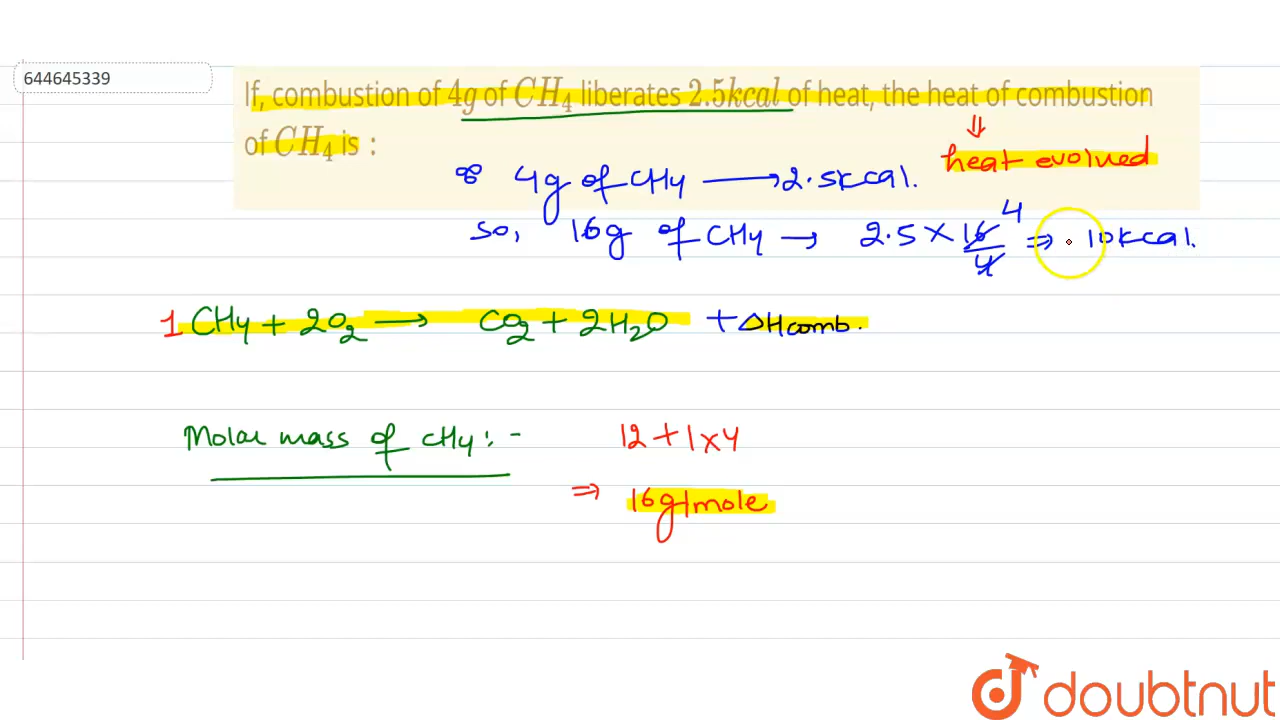 644645339
If, combustion of 4g of CH₄ liberates 2.5kcal of heat, the heat of combustion
of CH₄ is :
⇓
heat evolved
4g of CH4 → 2.5kcal.
so, 16g of CH4 → 2.5 × 16/4 4 ⇒ 10kcal.
1 CH4 + 2O2 → CO2 + 2H2O + ΔHcomb.
Molar mass of CH4 :- 12 + 1×4
⇒ 16g/mole
doubtnut